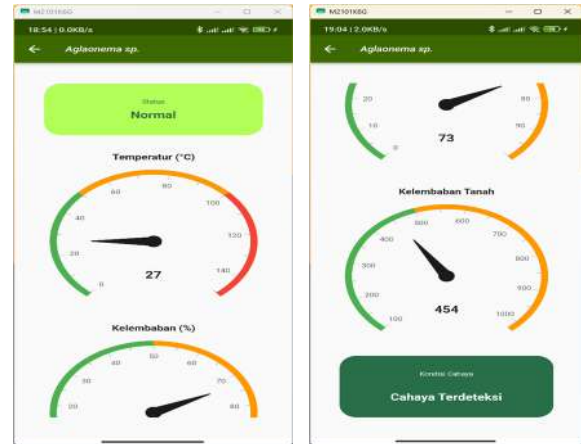 M2101K6G
18:54 | 0.0KB/s
Aglaonema sp.
Status
Normal
Temperatur (°C)
0
20
40
60
80
100
120
140
27
Kelembaban (%)
20
30
40
50
60
70
80
M2101K6G
19:04 | 2.0KB/s
Aglaonema sp.
0
10
20
80
90
73
Kelembaban Tanah
100
200
300
400
500
600
700
800
900
1000
454
Kondisi Cahaya
Cahaya Terdeteksi